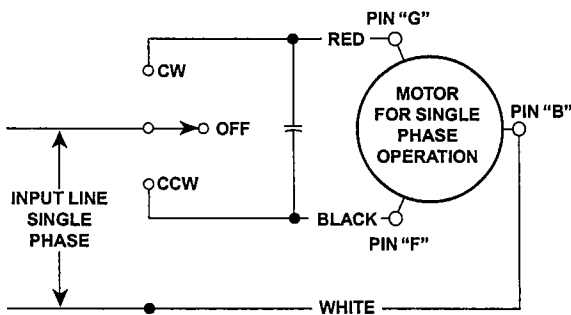 PIN "G"
RED
CW
MOTOR
FOR SINGLE
PHASE
OPERATION
PIN "B"
OFF
CCW
INPUT LINE
SINGLE
PHASE
BLACK
PIN "F"
WHITE